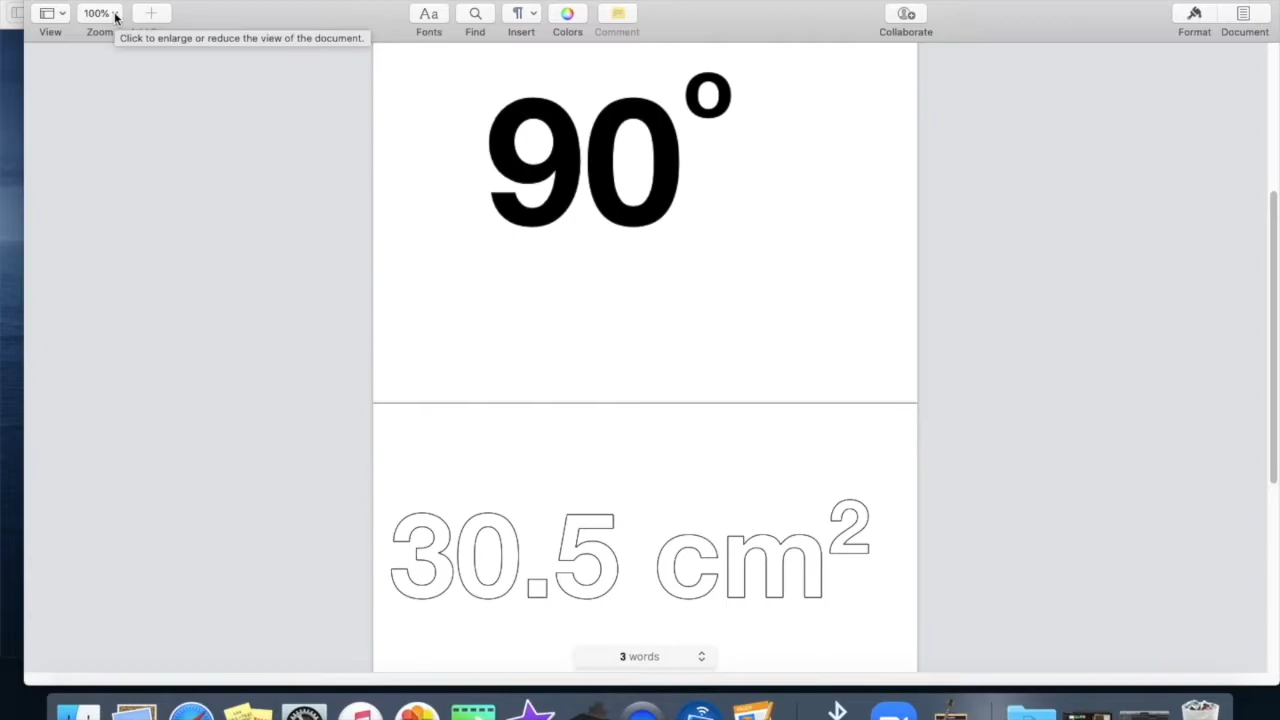 100%
View Zoom
Click to enlarge or reduce the view of the document.
Aa
Fonts Find Insert Colors Comment
Collaborate
Format Document
90º
30.5 cm²
3 words